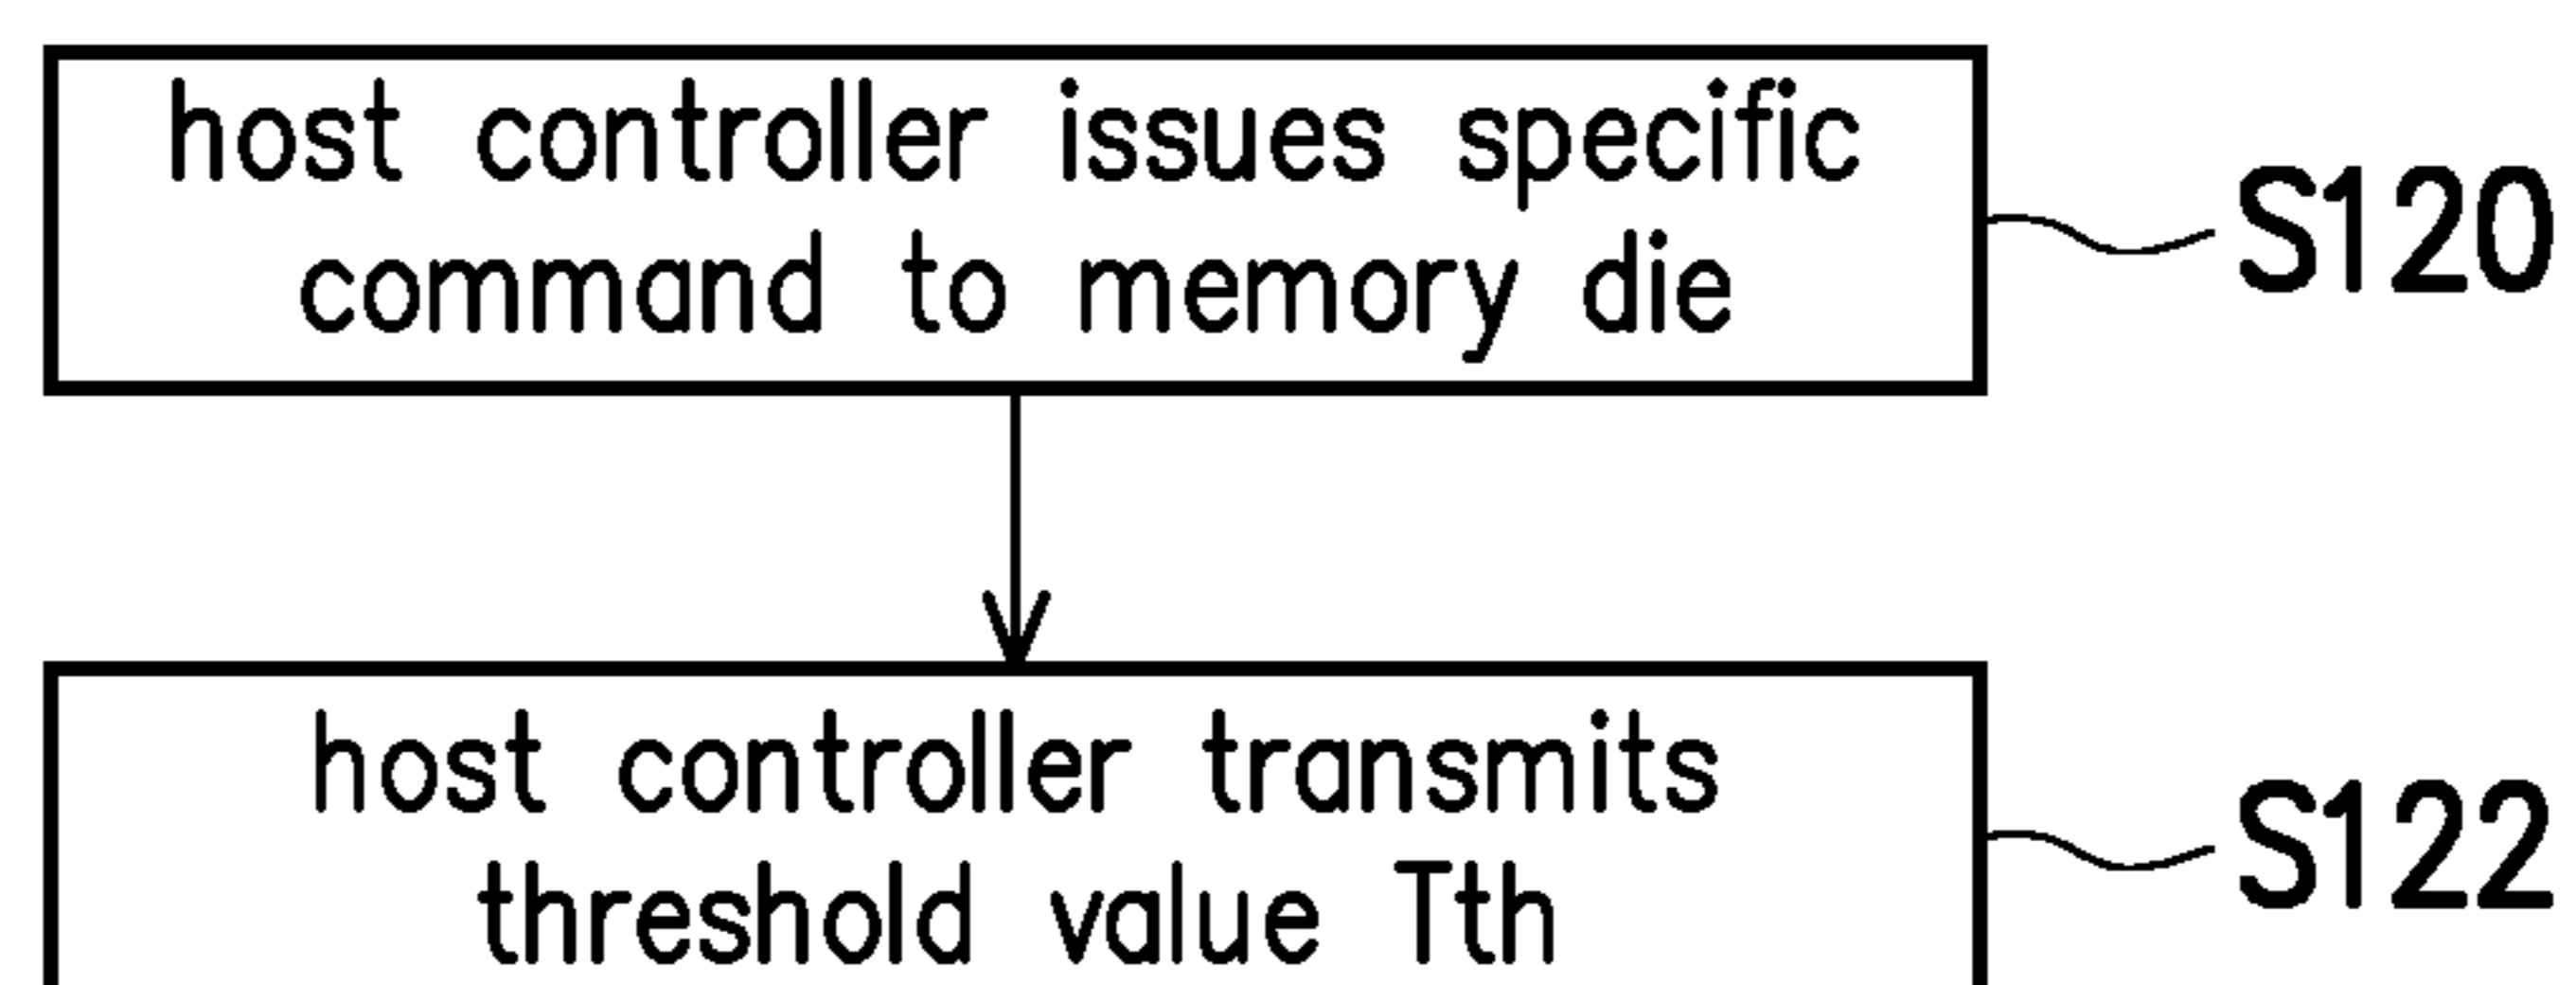 host controller issues specific
command to memory die
S120
host controller transmits
threshold value Tth
S122